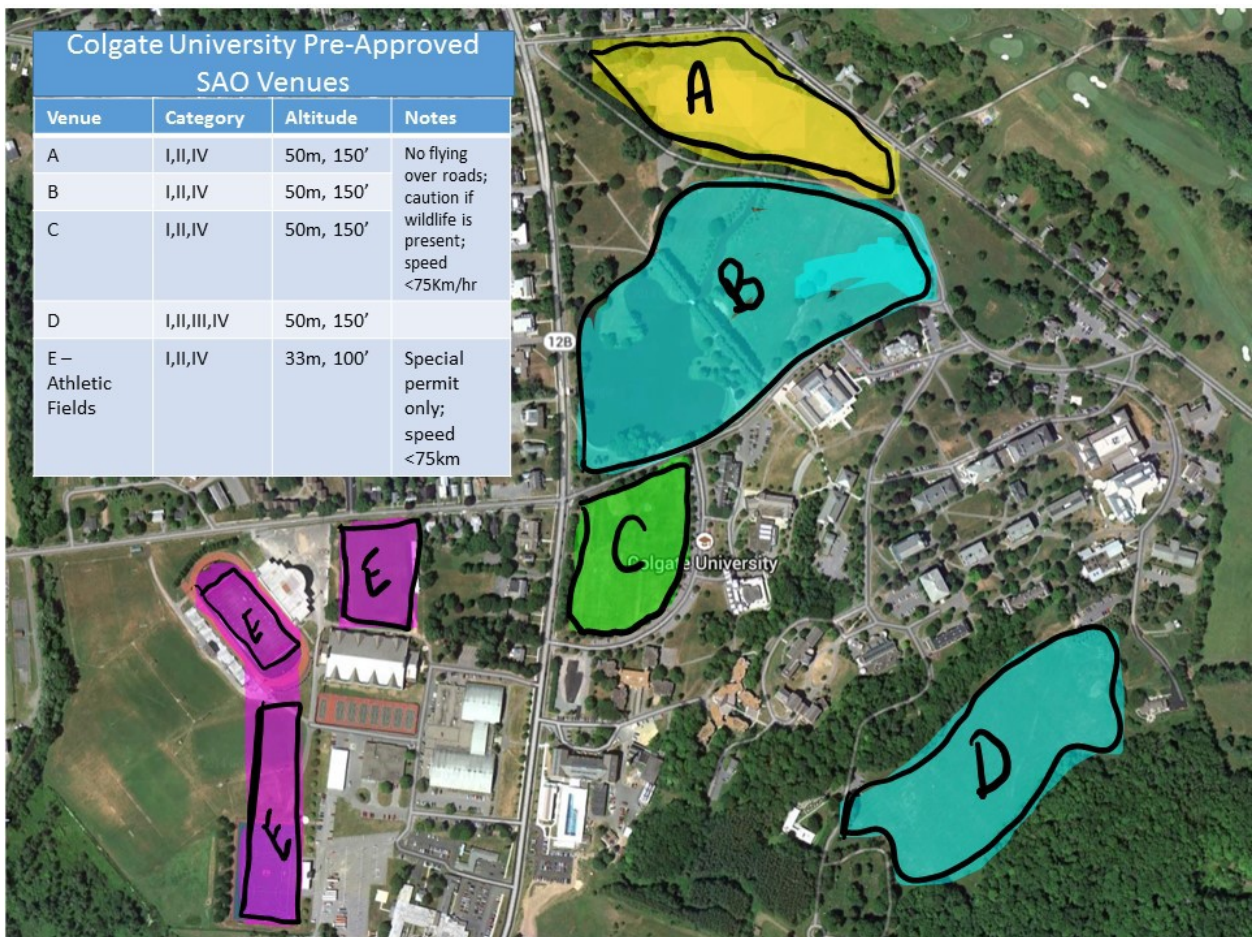 Colgate University Pre-Approved
SAO Venues
Venue Category Altitude Notes
A I,II,IV 50m, 150’ No flying
over roads;
caution if
wildlife is
present;
speed
<75Km/hr
B I,II,IV 50m, 150’
C I,II,IV 50m, 150’
D I,II,III,IV 50m, 150’
E –
Athletic
Fields
I,II,IV 33m, 100’ Special
permit
only;
speed
<75km
A
B
12B
C
Colgate University
E
E
E
D